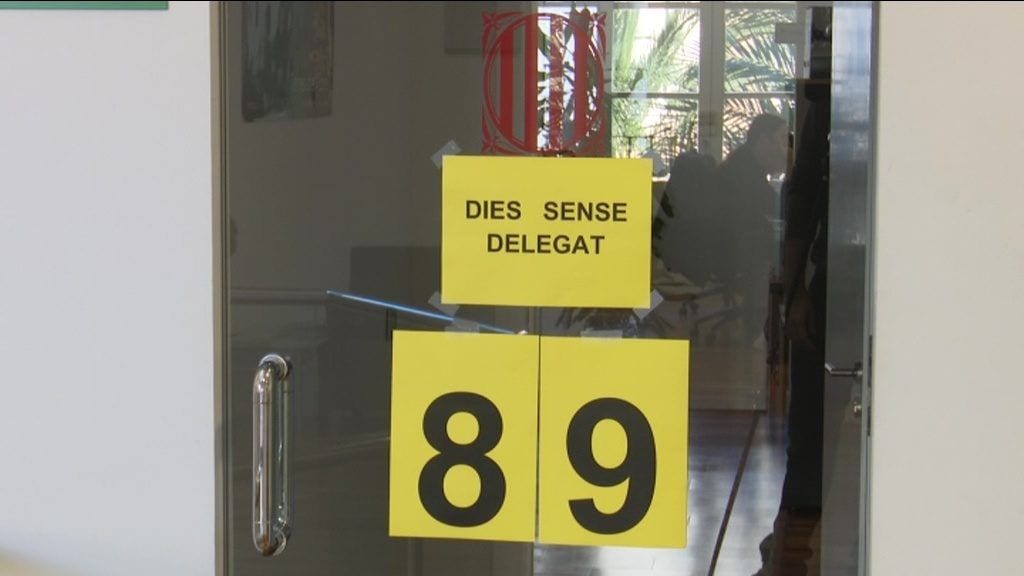 DIES SENSE
DELEGAT
89